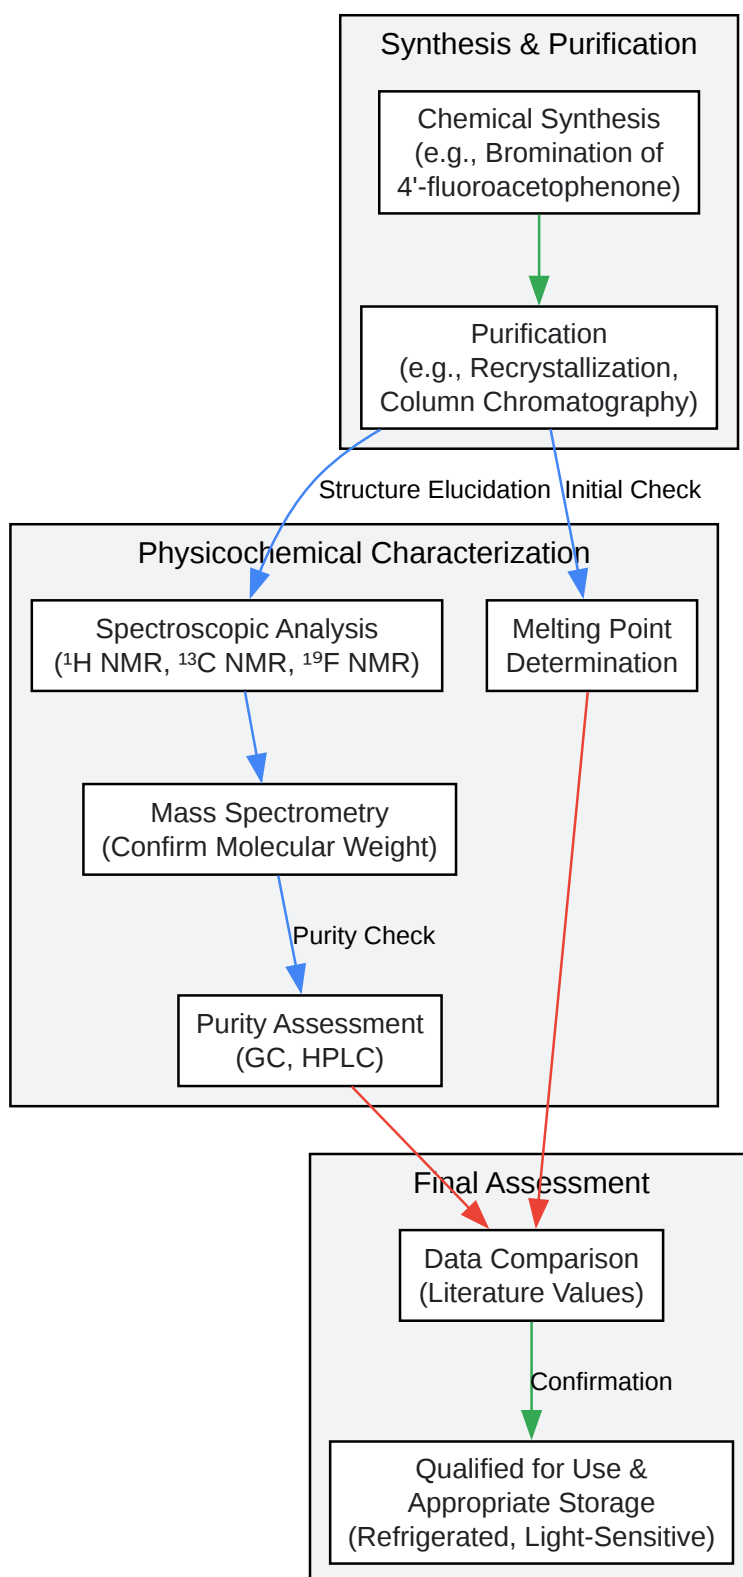 Synthesis & Purification
Chemical Synthesis
(e.g., Bromination of
4'-fluoroacetophenone)
Purification
(e.g., Recrystallization,
Column Chromatography)
Structure Elucidation
Initial Check
Physicochemical Characterization
Spectroscopic Analysis
(¹H NMR, ¹³C NMR, ¹⁹F NMR)
Melting Point
Determination
Mass Spectrometry
(Confirm Molecular Weight)
Purity Check
Purity Assessment
(GC, HPLC)
Final Assessment
Data Comparison
(Literature Values)
Confirmation
Qualified for Use &
Appropriate Storage
(Refrigerated, Light-Sensitive)